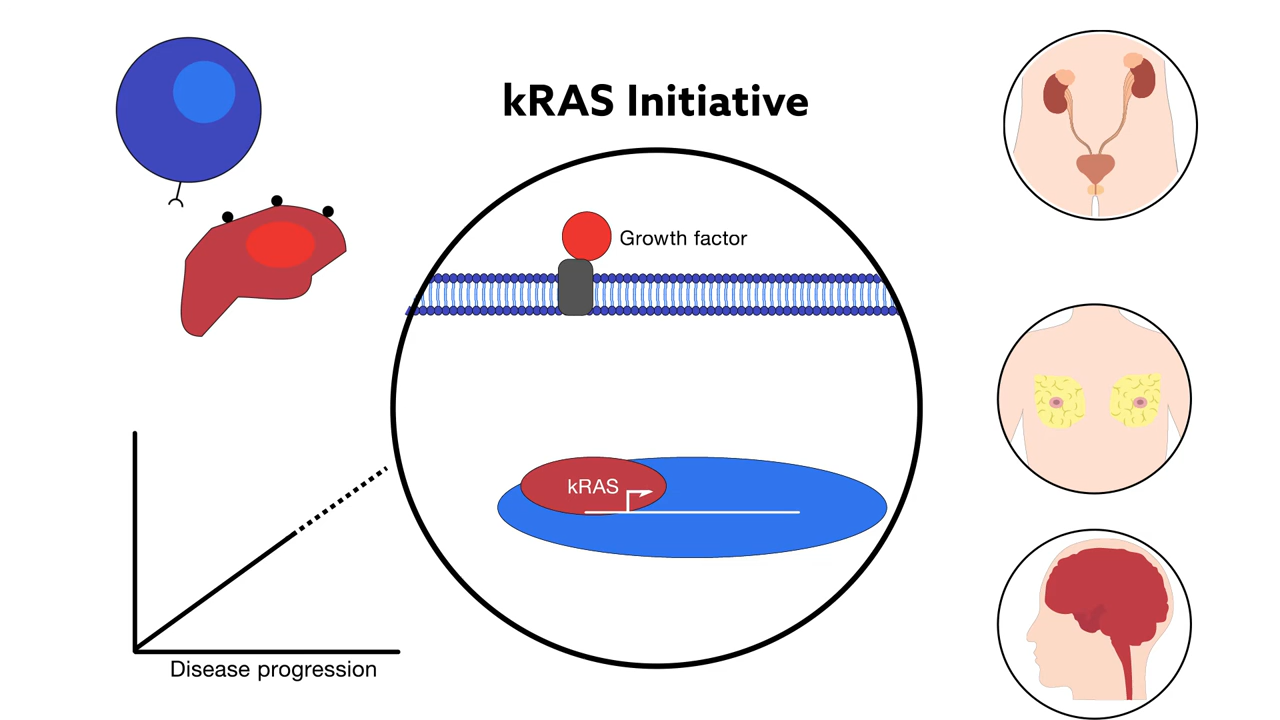 kRAS Initiative
Growth factor
kRAS
Disease progression